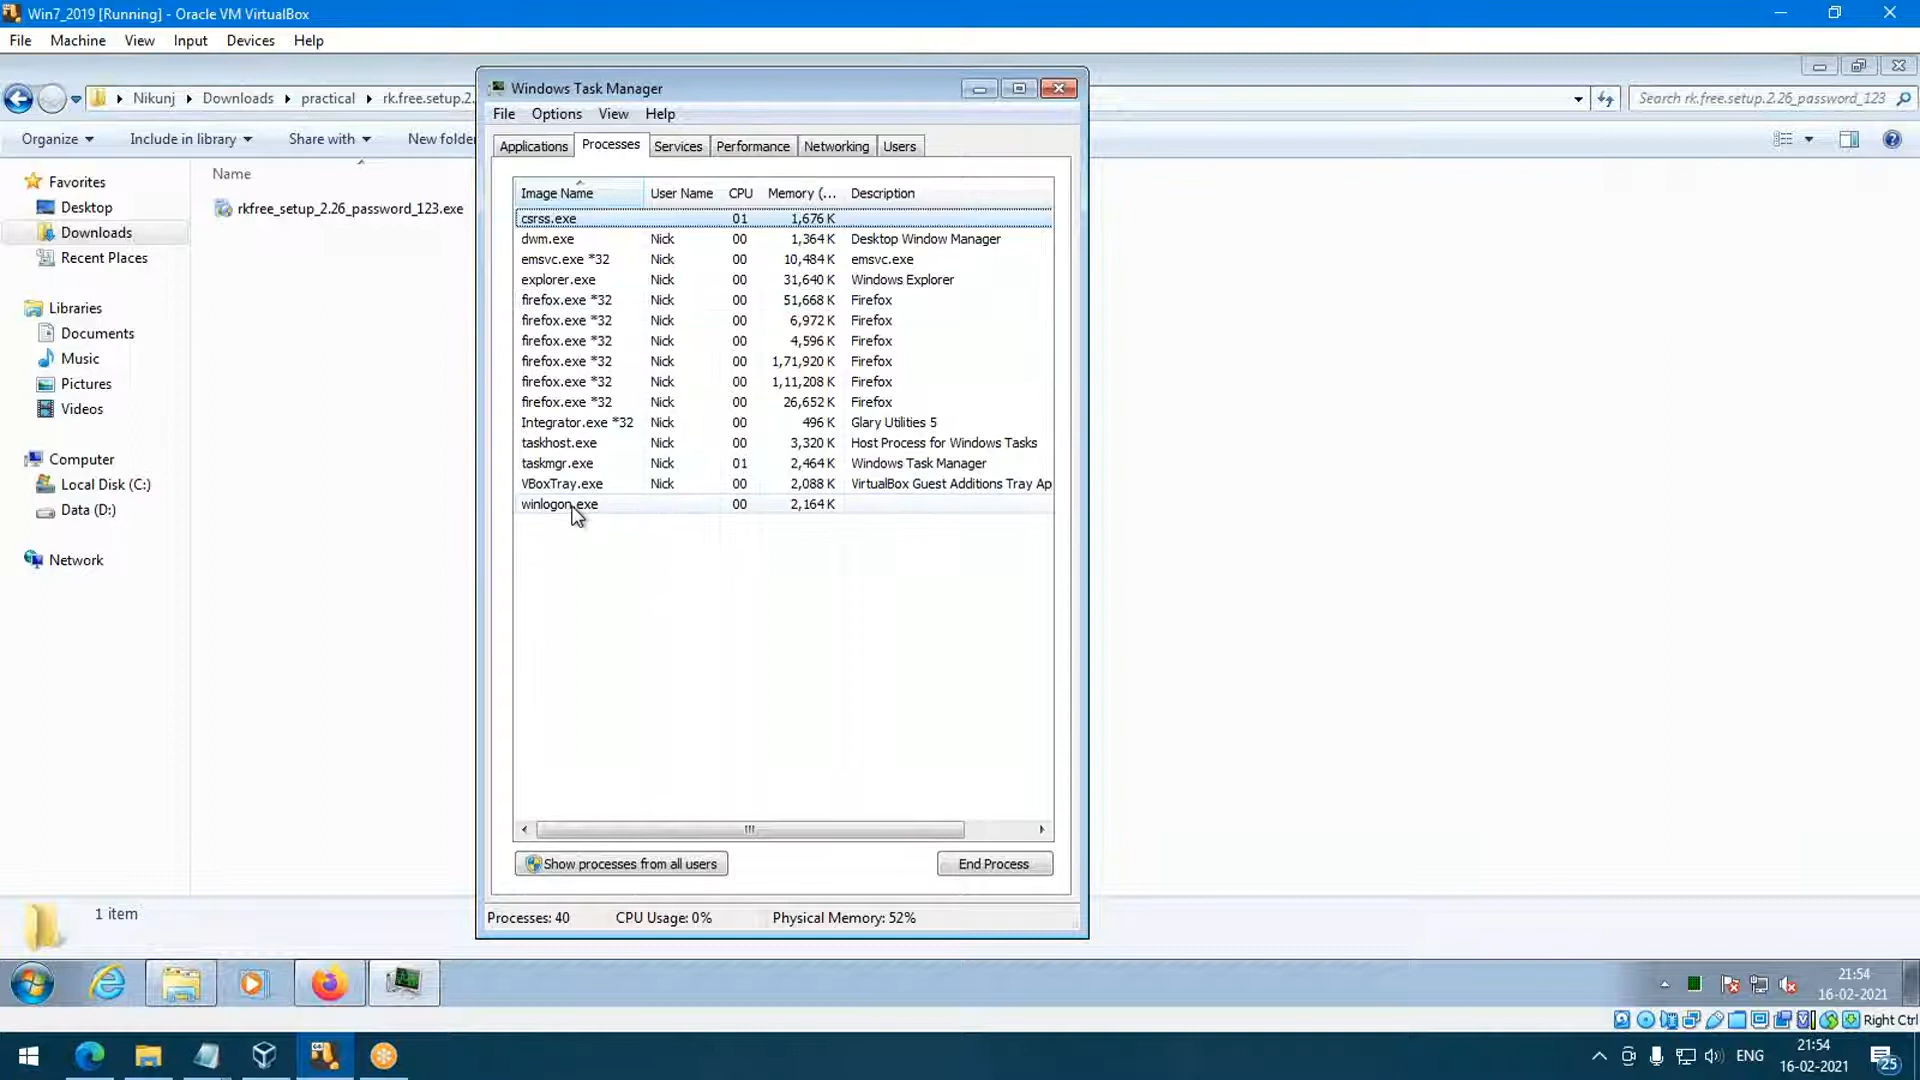 Win7_2019 [Running] - Oracle VM VirtualBox
File Machine View Input Devices Help
Nikunj Downloads practical rk.free.setup.2.
Search rk.free.setup.2.26_password_123
Organize Include in library Share with New folder
Favorites
Desktop
Downloads
Recent Places
Libraries
Documents
Music
Pictures
Videos
Computer
Local Disk (C:)
Data (D:)
Network
Name
rkfree_setup_2.26_password_123.exe
Windows Task Manager
File Options View Help
Applications Processes Services Performance Networking Users
Image Name User Name CPU Memory (... Description
csrss.exe 01 1,676 K
dwm.exe Nick 00 1,364 K Desktop Window Manager
emsvc.exe *32 Nick 00 10,484 K emsvc.exe
explorer.exe Nick 00 31,640 K Windows Explorer
firefox.exe *32 Nick 00 51,668 K Firefox
firefox.exe *32 Nick 00 6,972 K Firefox
firefox.exe *32 Nick 00 4,596 K Firefox
firefox.exe *32 Nick 00 1,71,920 K Firefox
firefox.exe *32 Nick 00 1,11,208 K Firefox
firefox.exe *32 Nick 00 26,652 K Firefox
Integrator.exe *32 Nick 00 496 K Glary Utilities 5
taskhost.exe Nick 00 3,320 K Host Process for Windows Tasks
taskmgr.exe Nick 01 2,464 K Windows Task Manager
VBoxTray.exe Nick 00 2,088 K VirtualBox Guest Additions Tray Ap
winlogon.exe 00 2,164 K
Show processes from all users End Process
Processes: 40 CPU Usage: 0% Physical Memory: 52%
1 item
21:54
16-02-2021
Right Ctrl
ENG
21:54
16-02-2021
25